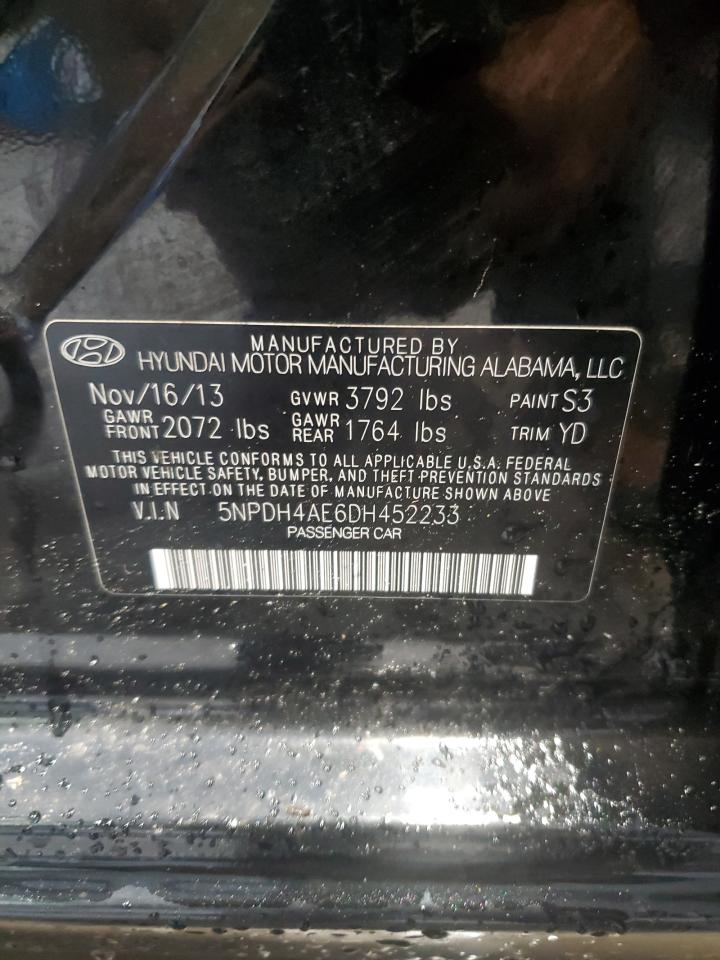 MANUFACTURED BY
HYUNDAI MOTOR MANUFACTURING ALABAMA, LLC
Nov/16/13 GVWR 3792 lbs PAINT S3
GAWR FRONT 2072 lbs GAWR REAR 1764 lbs TRIM YD
THIS VEHICLE CONFORMS TO ALL APPLICABLE U.S.A. FEDERAL
MOTOR VEHICLE SAFETY, BUMPER, AND THEFT PREVENTION STANDARDS
IN EFFECT ON THE DATE OF MANUFACTURE SHOWN ABOVE
V.I.N 5NPDH4AE6DH452233
PASSENGER CAR